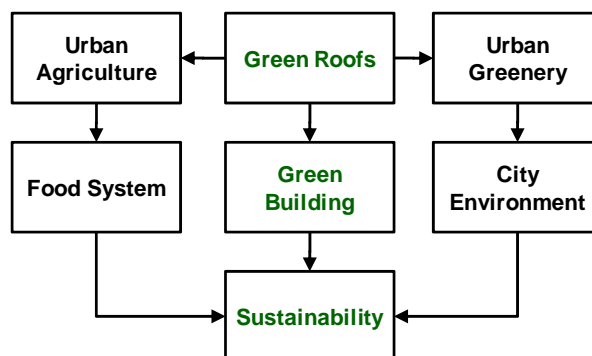 Urban
Agriculture
Green Roofs
Urban
Greenery
Food System
Green
Building
City
Environment
Sustainability